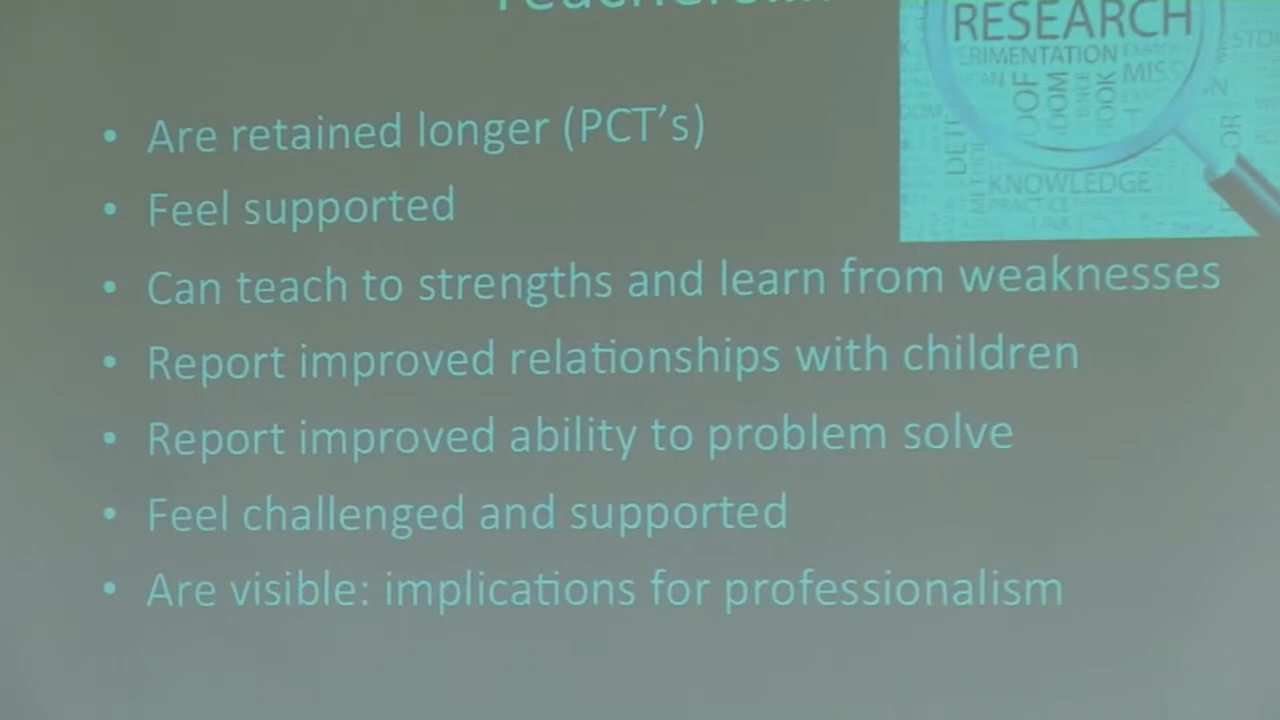 • Are retained longer (PCT's)
• Feel supported
• Can teach to strengths and learn from weaknesses
• Report improved relationships with children
• Report improved ability to problem solve
• Feel challenged and supported
• Are visible: implications for professionalism
RESEARCH
KNOWLEDGE
PRACTICE